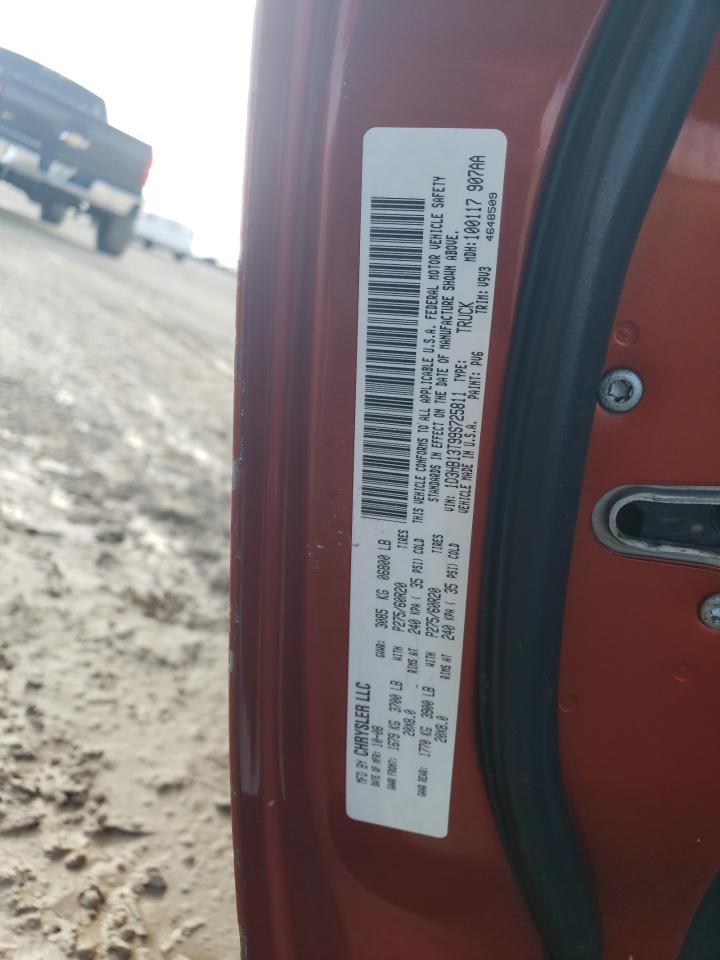 MFD BY CHRYSLER LLC
DATE OF MFR: 10-08 GVWR: 3085 KG 06800 LB
GAWR FRONT: 1679 KG 3700 LB WITH P275/60R20 TIRES
20X8.0 RIMS AT 240 KPA ( 35 PSI) COLD
GAWR REAR: 1770 KG 3900 LB WITH P275/60R20 TIRES
20X8.0 RIMS AT 240 KPA ( 35 PSI) COLD
THIS VEHICLE CONFORMS TO ALL APPLICABLE U.S.A. FEDERAL MOTOR VEHICLE SAFETY
STANDARDS IN EFFECT ON THE DATE OF MANUFACTURE SHOWN ABOVE.
VIN: 1D3HB13T99S725811 TYPE: TRUCK MDH: 100117 907AA
VEHICLE MADE IN U.S.A. PAINT: PV6 TRIM: V9V3 4648509